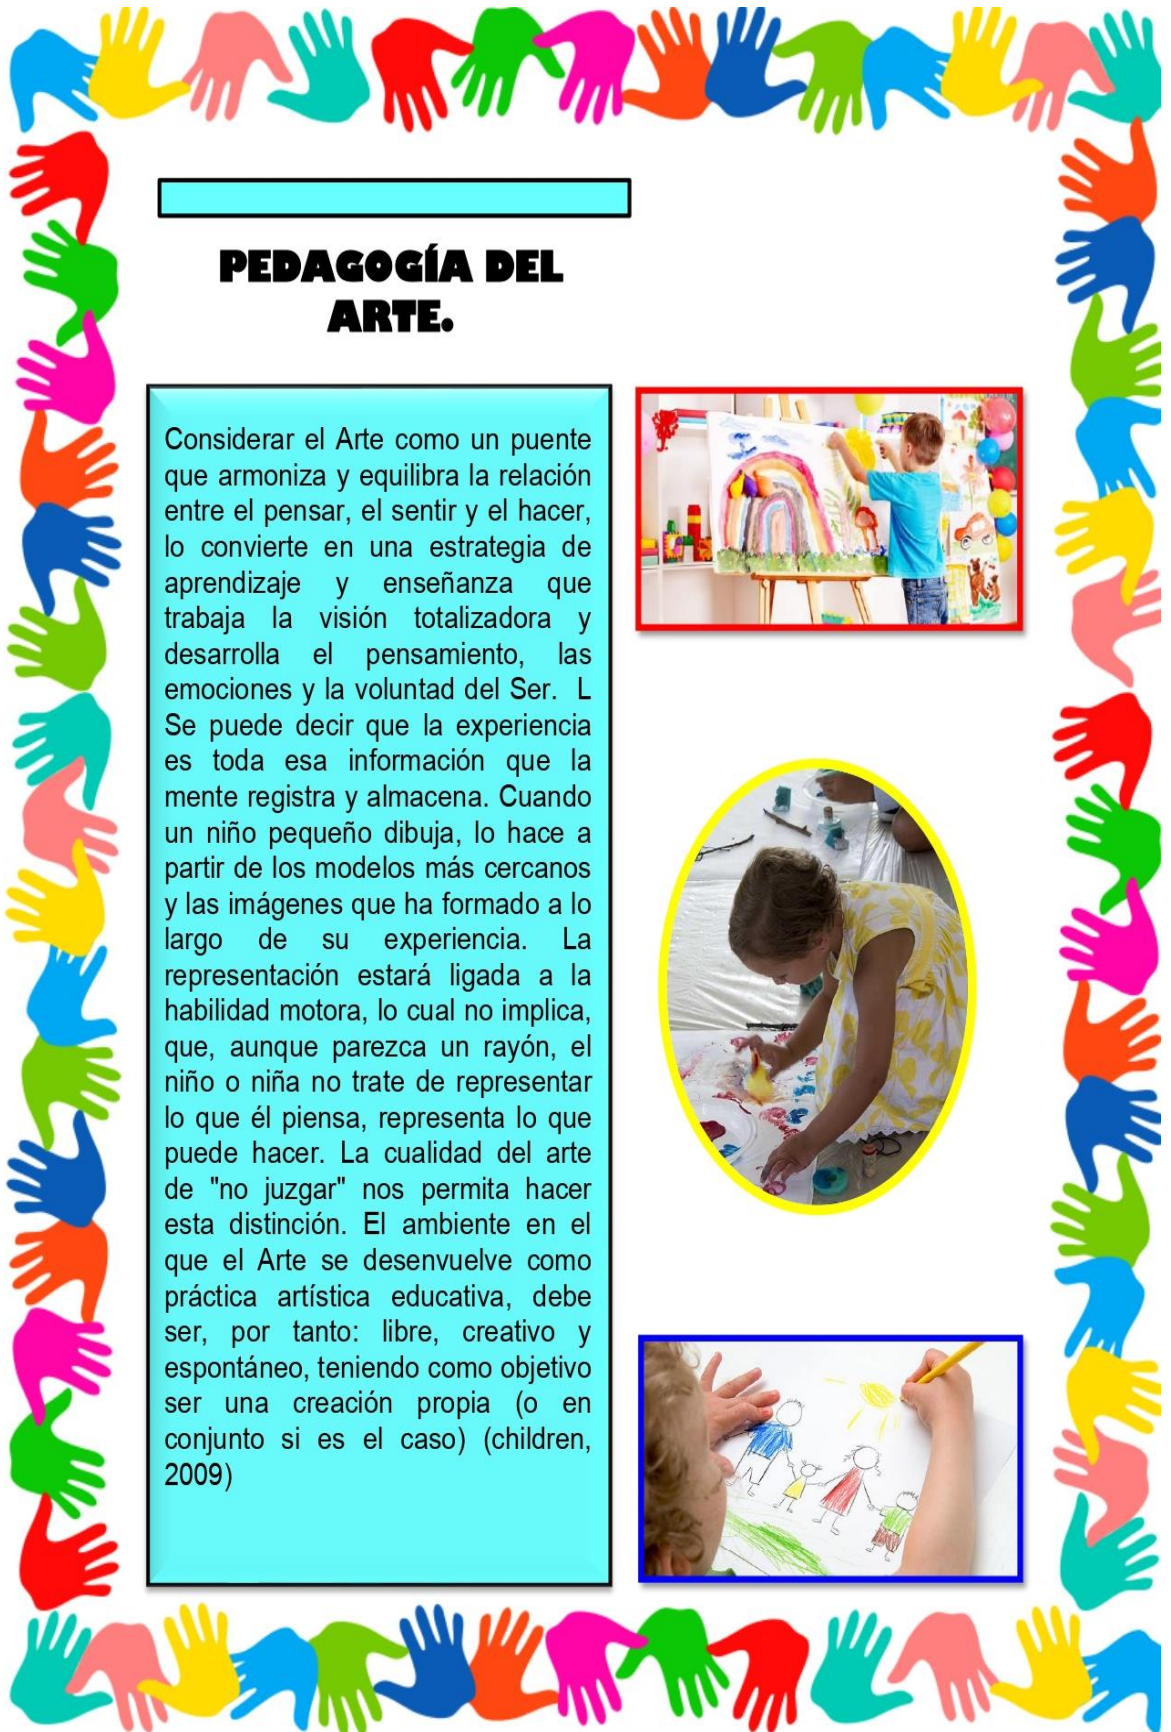 PEDAGOGÍA DEL
ARTE.
Considerar el Arte como un puente
que armoniza y equilibra la relación
entre el pensar, el sentir y el hacer,
lo convierte en una estrategia de
aprendizaje y enseñanza que
trabaja la visión totalizadora y
desarrolla el pensamiento, las
emociones y la voluntad del Ser. L
Se puede decir que la experiencia
es toda esa información que la
mente registra y almacena. Cuando
un niño pequeño dibuja, lo hace a
partir de los modelos más cercanos
y las imágenes que ha formado a lo
largo de su experiencia. La
representación estará ligada a la
habilidad motora, lo cual no implica,
que, aunque parezca un rayón, el
niño o niña no trate de representar
lo que él piensa, representa lo que
puede hacer. La cualidad del arte
de "no juzgar" nos permita hacer
esta distinción. El ambiente en el
que el Arte se desenvuelve como
práctica artística educativa, debe
ser, por tanto: libre, creativo y
espontáneo, teniendo como objetivo
ser una creación propia (o en
conjunto si es el caso) (children,
2009)